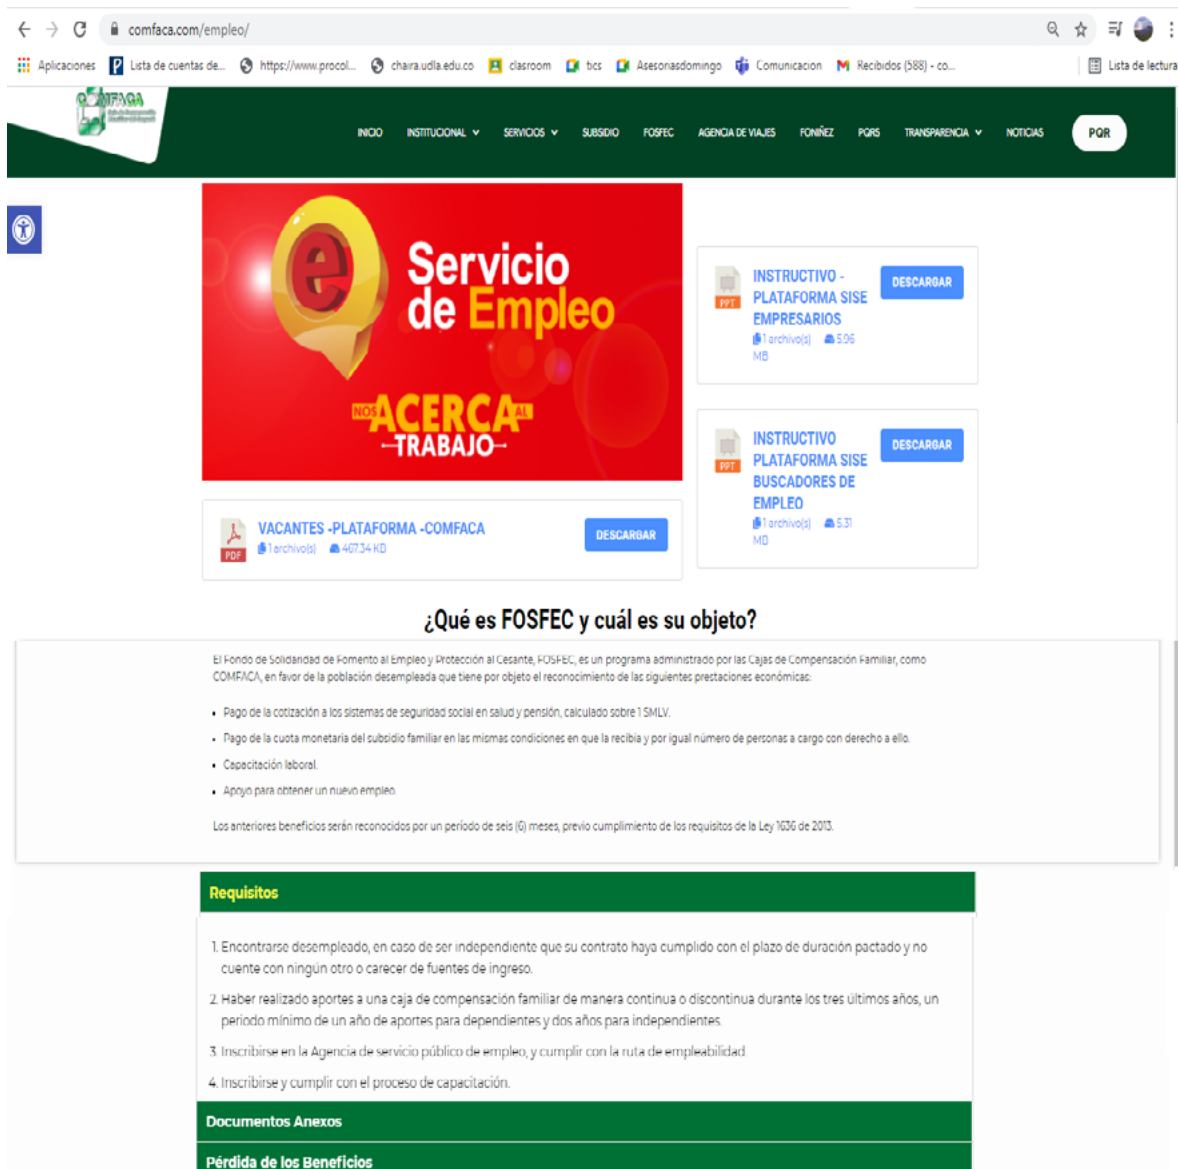 comfaca.com/empleo/
Aplicaciones Lista de cuentas de... https://www.procol... chaira.udla.edu.co clasroom tics Asesoriasdomingo Comunicacion Recibidos (588) - co... Lista de lectura
COMFACA
INICIO INSTITUCIONAL SERVICIOS SUBSIDIO FOSFEC AGENCIA DE VIAJES FONIÑEZ PQRS TRANSPARENCIA NOTICIAS PQR
e
Servicio
de Empleo
NOS ACERCA AL
TRABAJO
PPT
INSTRUCTIVO -
PLATAFORMA SISE
EMPRESARIOS
1 archivo(s) 5.96
MB
DESCARGAR
PPT
INSTRUCTIVO
PLATAFORMA SISE
BUSCADORES DE
EMPLEO
1 archivo(s) 5.31
MB
DESCARGAR
PDF
VACANTES -PLATAFORMA -COMFACA
1 archivo(s) 467.34 KB
DESCARGAR
¿Qué es FOSFEC y cuál es su objeto?
El Fondo de Solidaridad de Fomento al Empleo y Protección al Cesante, FOSFEC, es un programa administrado por las Cajas de Compensación Familiar, como
COMFACA, en favor de la población desempleada que tiene por objeto el reconocimiento de las siguientes prestaciones económicas:
• Pago de la cotización a los sistemas de seguridad social en salud y pensión, calculado sobre 1 SMLV.
• Pago de la cuota monetaria del subsidio familiar en las mismas condiciones en que la recibia y por igual número de personas a cargo con derecho a ello.
• Capacitación laboral.
• Apoyo para obtener un nuevo empleo.
Los anteriores beneficios serán reconocidos por un período de seis (6) meses, previo cumplimiento de los requisitos de la Ley 1636 de 2013.
Requisitos
1. Encontrarse desempleado, en caso de ser independiente que su contrato haya cumplido con el plazo de duración pactado y no
cuente con ningún otro o carecer de fuentes de ingreso.
2. Haber realizado aportes a una caja de compensación familiar de manera continua o discontinua durante los tres últimos años, un
periodo mínimo de un año de aportes para dependientes y dos años para independientes.
3. Inscribirse en la Agencia de servicio público de empleo, y cumplir con la ruta de empleabilidad.
4. Inscribirse y cumplir con el proceso de capacitación.
Documentos Anexos
Pérdida de los Beneficios